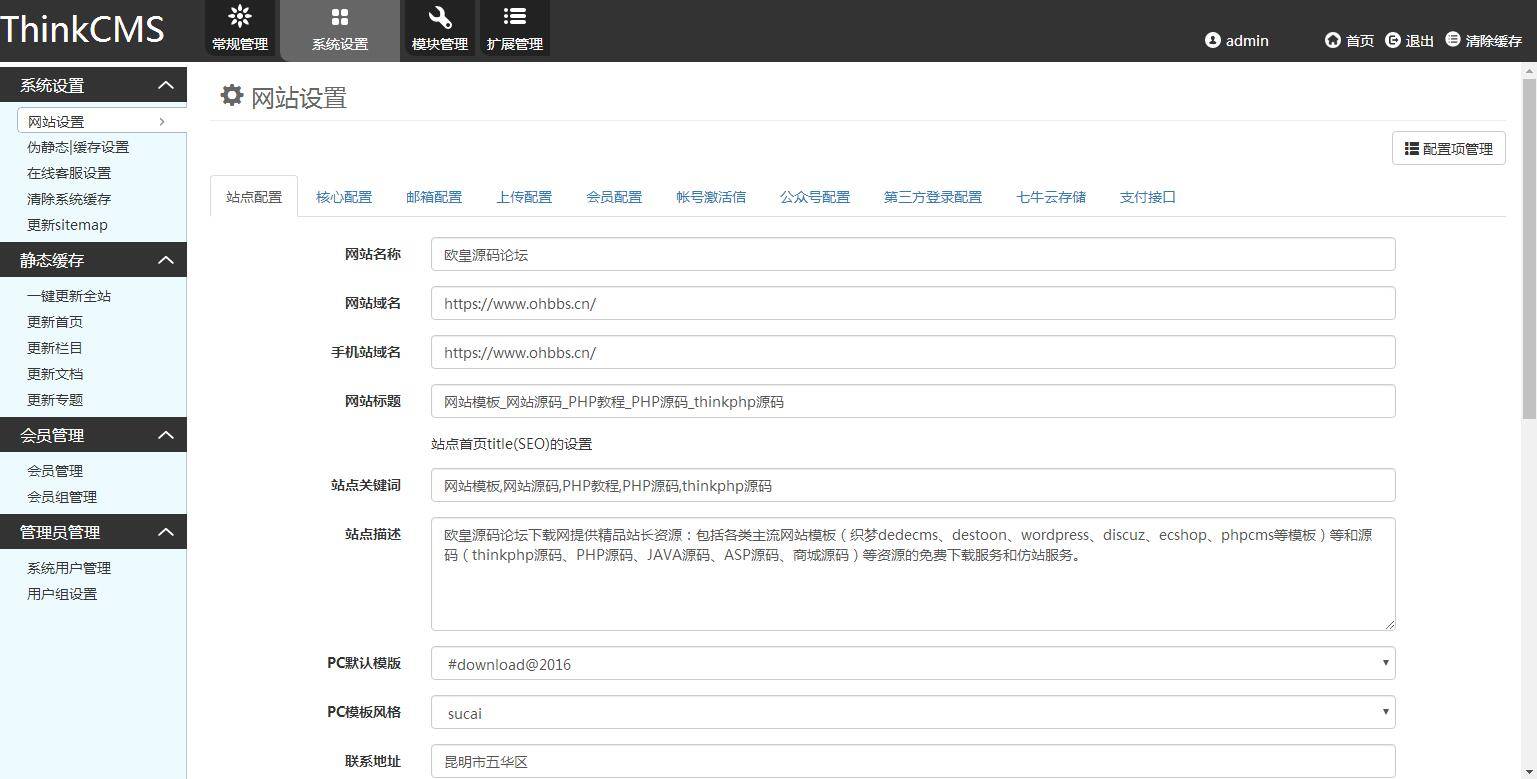 ThinkCMS
常规管理
系统设置
模块管理
扩展管理
admin
首页
退出
清除缓存
系统设置
网站设置
伪静态|缓存设置
在线客服设置
清除系统缓存
更新sitemap
静态缓存
一键更新全站
更新首页
更新栏目
更新文档
更新专题
会员管理
会员管理
会员组管理
管理员管理
系统用户管理
用户组设置
网站设置
配置项管理
站点配置
核心配置
邮箱配置
上传配置
会员配置
帐号激活信
公众号配置
第三方登录配置
七牛云存储
支付接口
网站名称
欧皇源码论坛
网站域名
https://www.ohbbs.cn/
手机站域名
https://www.ohbbs.cn/
网站标题
网站模板_网站源码_PHP教程_PHP源码_thinkphp源码
站点首页title(SEO)的设置
站点关键词
网站模板,网站源码,PHP教程,PHP源码,thinkphp源码
站点描述
欧皇源码论坛下载网提供精品站长资源：包括各类主流网站模板（织梦dedecms、destoon、wordpress、discuz、ecshop、phpcms等模板）等和源
码（thinkphp源码、PHP源码、JAVA源码、ASP源码、商城源码）等资源的免费下载服务和仿站服务。
PC默认模版
#download@2016
PC模板风格
sucai
联系地址
昆明市五华区